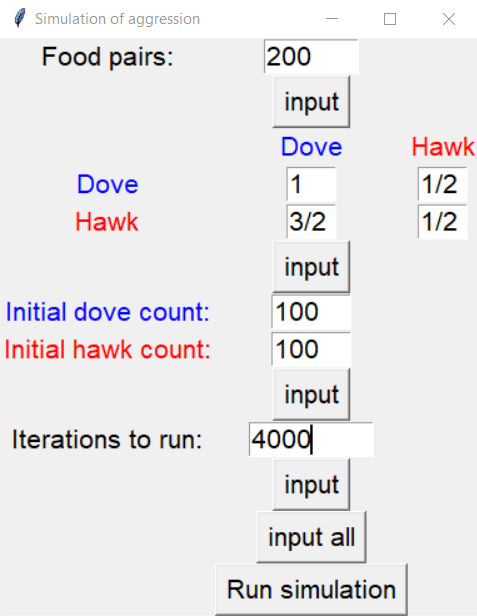 Simulation of aggression
Food pairs: 200
input
Dove Hawk
Dove 1 1/2
Hawk 3/2 1/2
input
Initial dove count: 100
Initial hawk count: 100
input
Iterations to run: 4000
input
input all
Run simulation